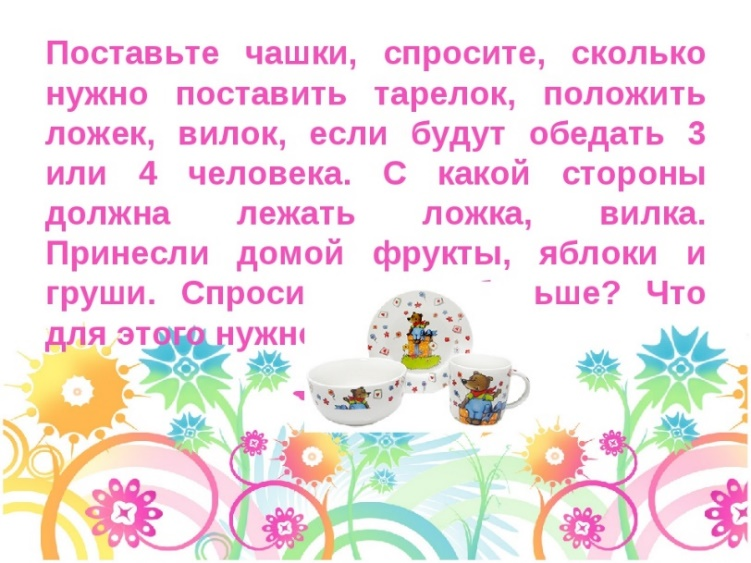 Поставьте чашки, спросите, сколько
нужно поставить тарелок, положить
ложек, вилок, если будут обедать 3
или 4 человека. С какой стороны
должна лежать ложка, вилка.
Принесли домой фрукты, яблоки и
груши. Что
для этого